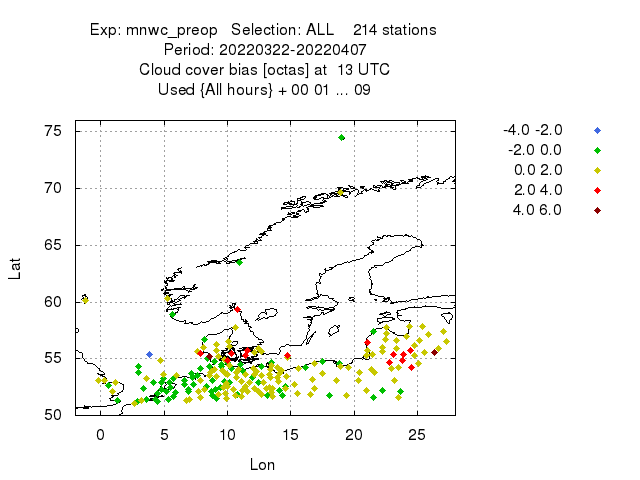 Exp: mnwc_preop   Selection: ALL    214 stations
Period: 20220322-20220407
Cloud cover bias [octas] at  13 UTC
Used {All hours} + 00 01 ... 09
75
70
65
60
55
50
0 5 10 15 20 25
Lat
Lon
-4.0 -2.0
-2.0 0.0
0.0 2.0
2.0 4.0
4.0 6.0